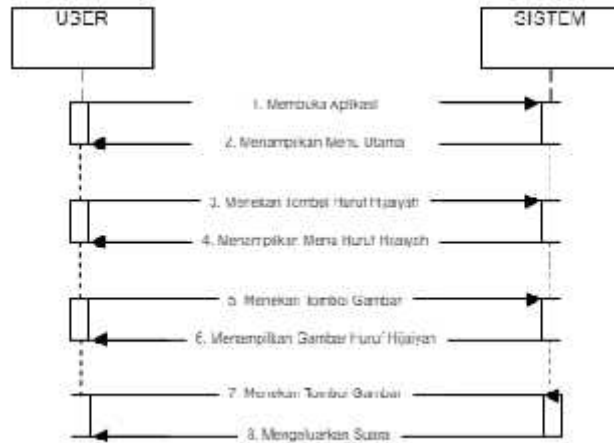 USER
SISTEM
1. Membuka Aplikasi
2. Menampilkan Menu Utama
3. Menekan Tombol Huruf Hijaiyah
4. Menampilkan Menu Huruf Hijaiyah
5. Menekan Tombol Gambar
6. Menampilkan Gambar Huruf Hijaiyah
7. Menekan Tombol Gambar
8. Mengeluarkan Suara